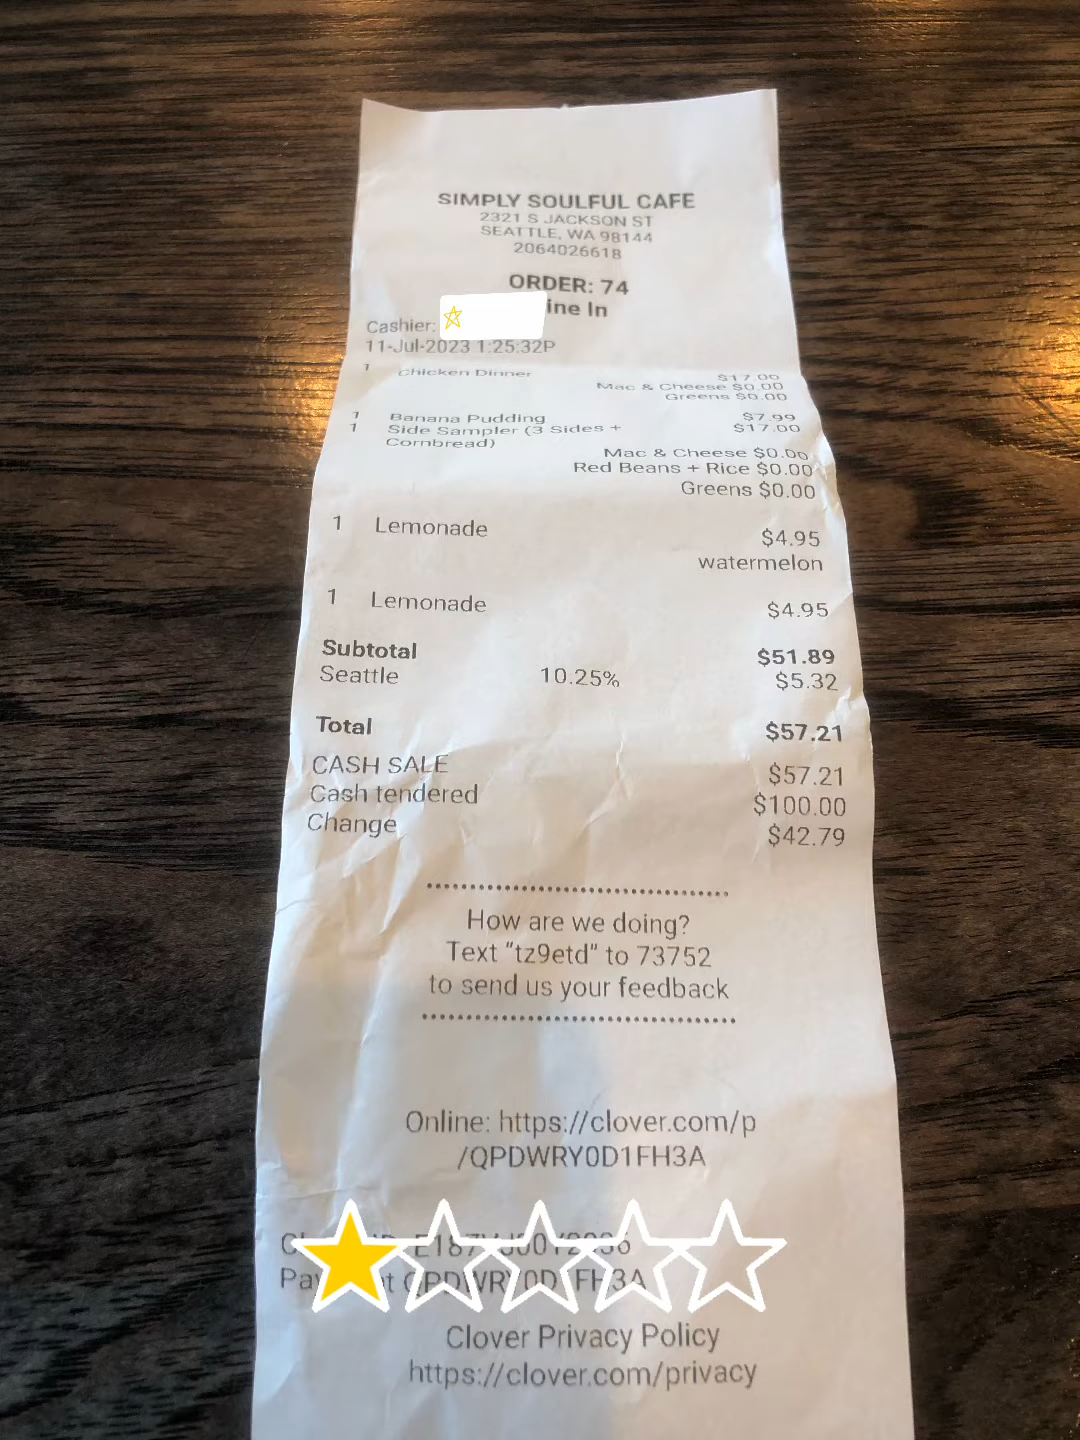 SIMPLY SOULFUL CAFE
2321 S JACKSON ST
SEATTLE, WA 98144
2064026618
ORDER: 74
ine In
Cashier:
11-Jul-2023 1:25:32P
1 Chicken Dinner $17.00
Mac & Cheese $0.00
Greens $0.00
1 Banana Pudding $7.99
1 Side Sampler (3 Sides + $17.00
Cornbread)
Mac & Cheese $0.00
Red Beans + Rice $0.00
Greens $0.00
1 Lemonade $4.95
watermelon
1 Lemonade $4.95
Subtotal $51.89
Seattle 10.25% $5.32
Total $57.21
CASH SALE $57.21
Cash tendered $100.00
Change $42.79
How are we doing?
Text "tz9etd" to 73752
to send us your feedback
Online: https://clover.com/p
/QPDWRY0D1FH3A
Clover Privacy Policy
https://clover.com/privacy